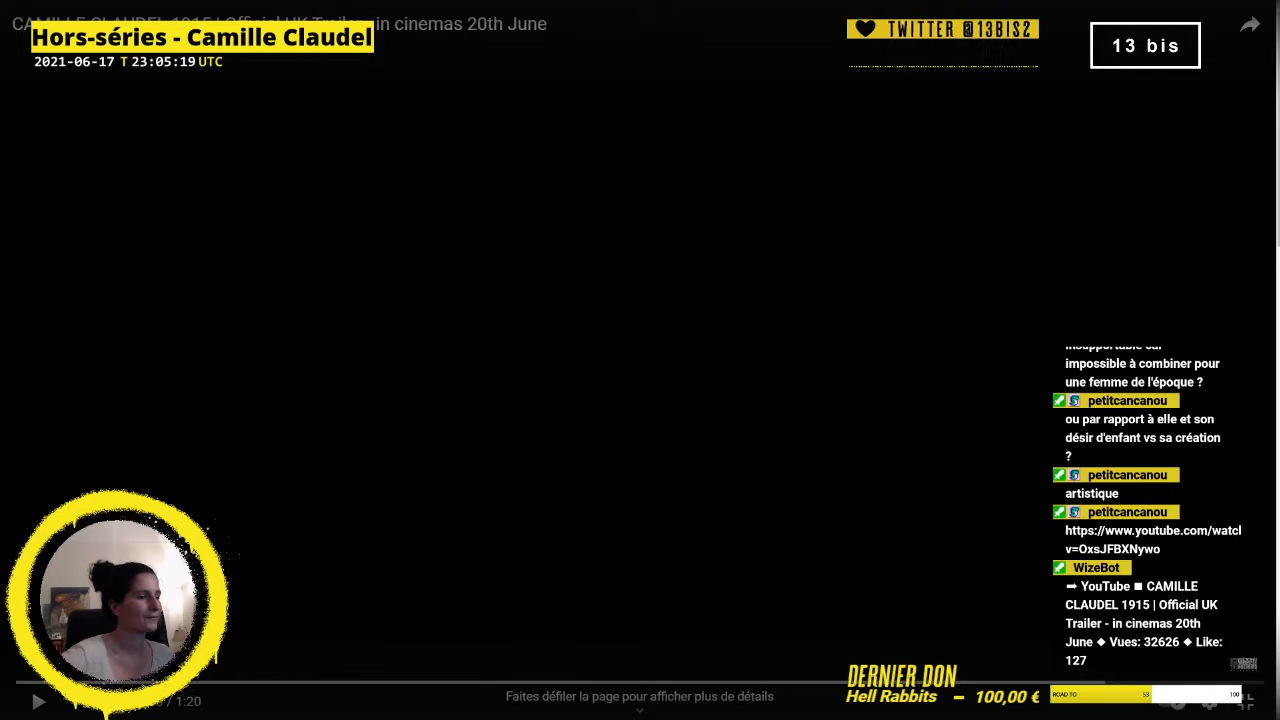 CAMILLE CLAUDEL 1915 | Official UK Trailer - in cinemas 20th June
Hors-séries - Camille Claudel
2021-06-17 T 23:05:19 UTC
TWITTER @13BIS2
13 bis
impossible à combiner pour
une femme de l'époque ?
petitcancanou
ou par rapport à elle et son
désir d'enfant vs sa création
?
petitcancanou
artistique
petitcancanou
https://www.youtube.com/watcl
v=OxsJFBXNywo
WizeBot
➡ YouTube ■ CAMILLE
CLAUDEL 1915 | Official UK
Trailer - in cinemas 20th
June ◆ Vues: 32626 ◆ Like:
127
DERNIER DON
Hell Rabbits – 100,00 €
ROAD TO 53 100
/ 1:20
Faites défiler la page pour afficher plus de détails